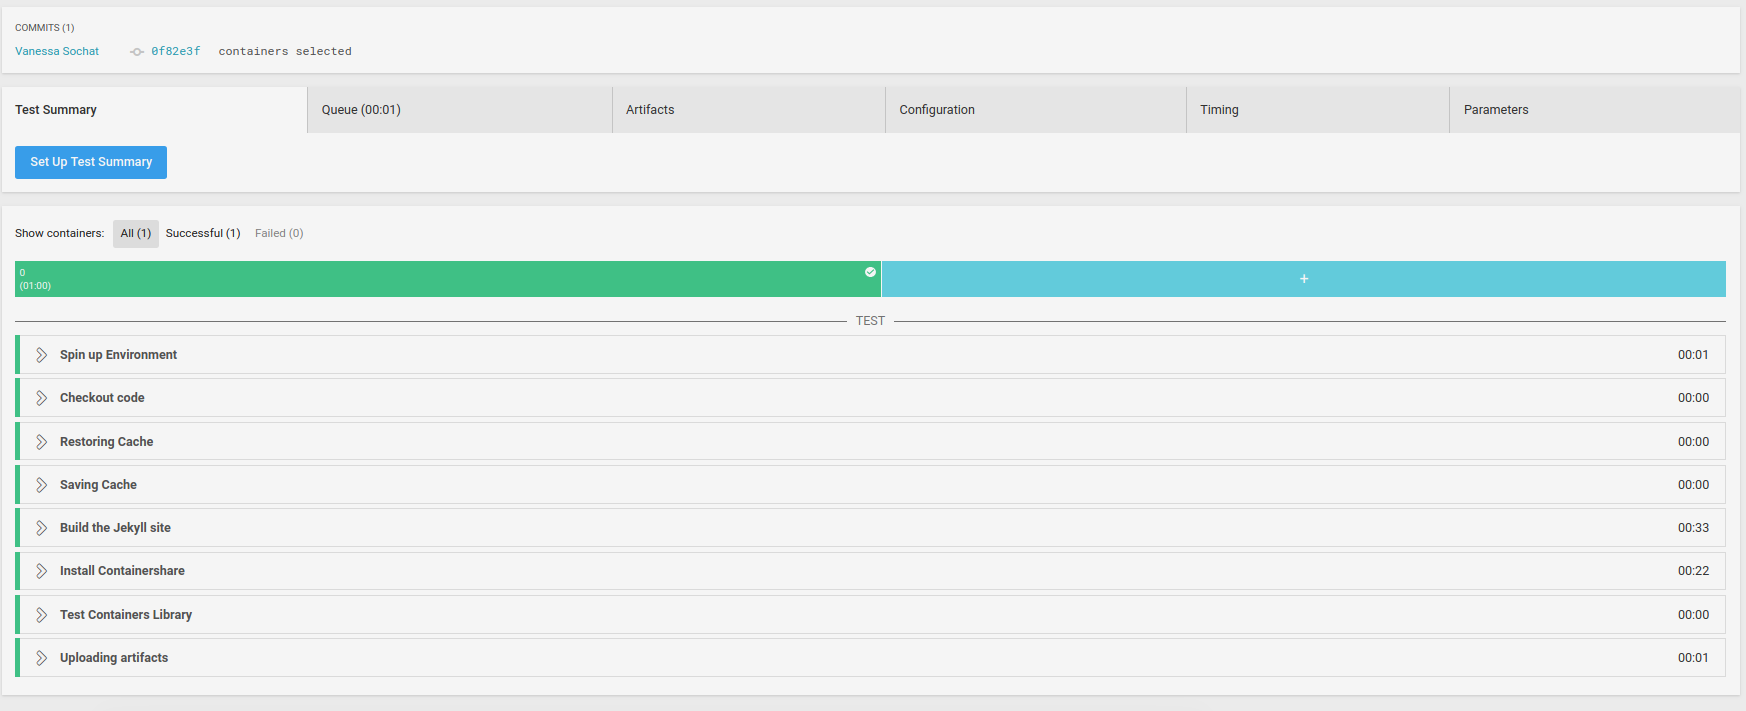 COMMITS (1)
Vanessa Sochat 0f82e3f containers selected
Test Summary Queue (00:01) Artifacts Configuration Timing Parameters
Set Up Test Summary
Show containers: All (1) Successful (1) Failed (0)
0
(01:00) +
TEST
Spin up Environment 00:01
Checkout code 00:00
Restoring Cache 00:00
Saving Cache 00:00
Build the Jekyll site 00:33
Install Containershare 00:22
Test Containers Library 00:00
Uploading artifacts 00:01